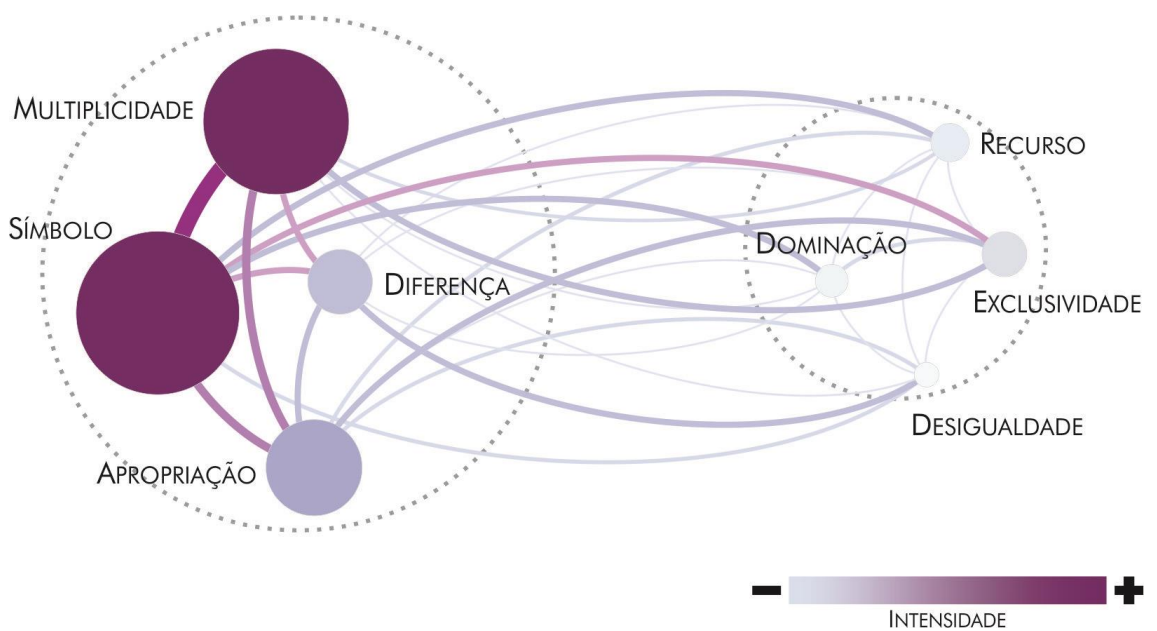 MULTIPLICIDADE
RECURSO
SÍMBOLO
DOMINAÇÃO
DIFERENÇA
EXCLUSIVIDADE
DESIGUALDADE
APROPRIAÇÃO
INTENSIDADE